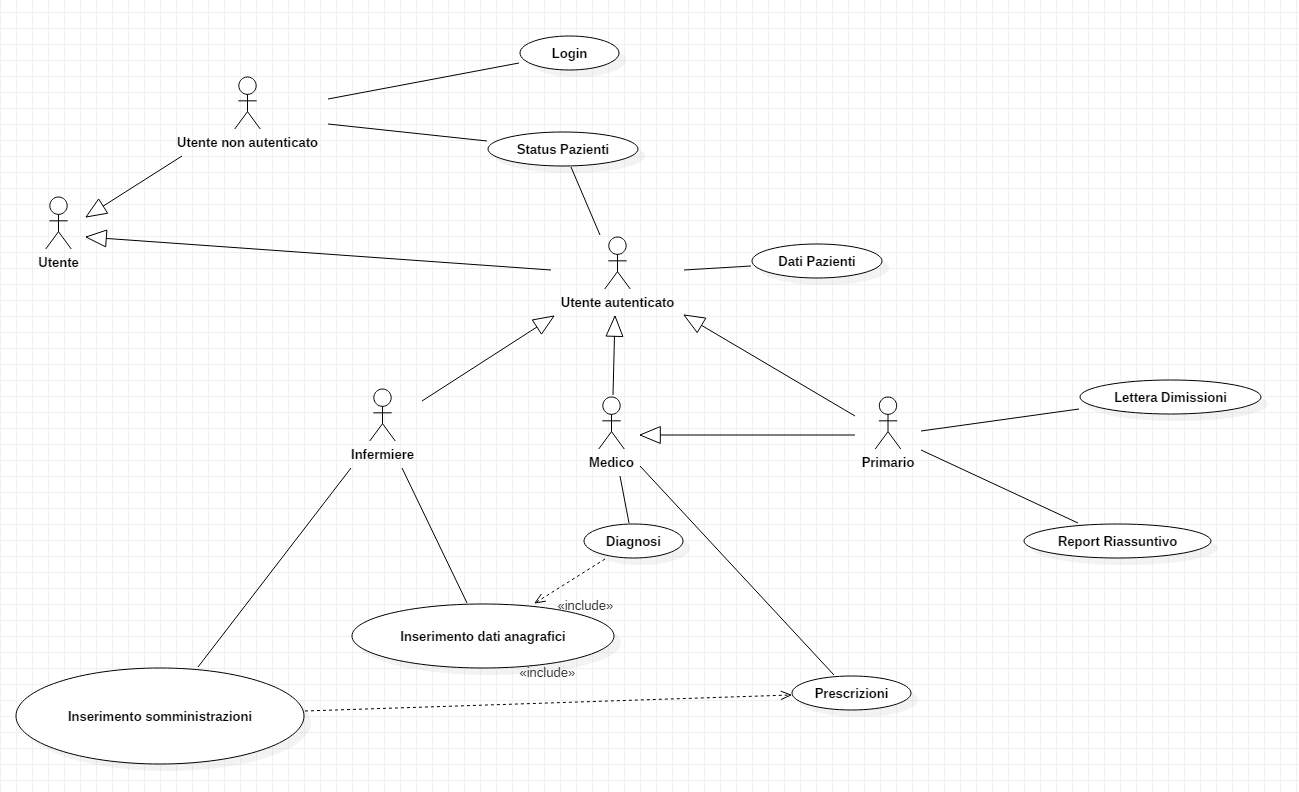 Login
Utente non autenticato
Status Pazienti
Utente
Dati Pazienti
Utente autenticato
Lettera Dimissioni
Infermiere
Medico
Primario
Diagnosi
Report Riassuntivo
«include»
Inserimento dati anagrafici
«include»
Prescrizioni
Inserimento somministrazioni